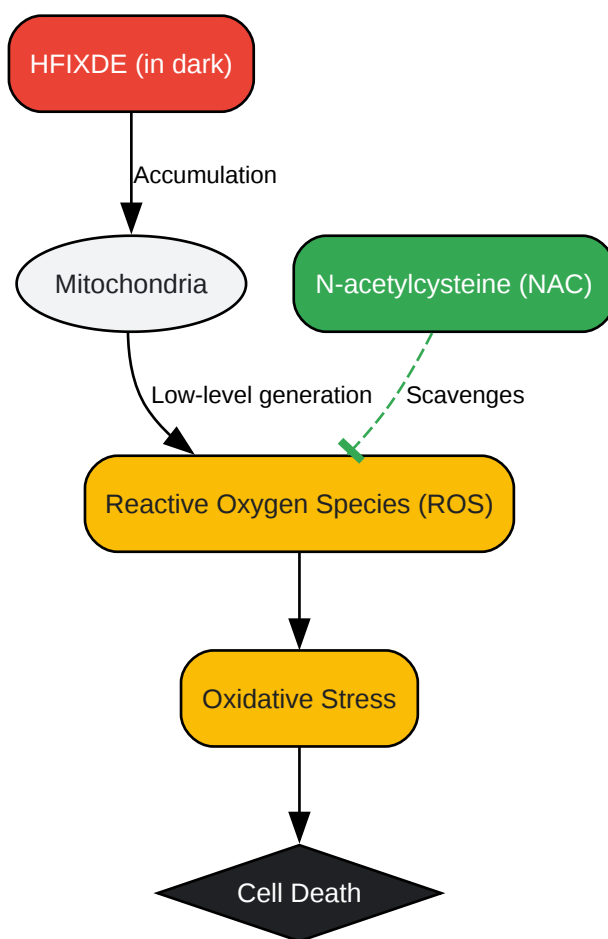 HFIXDE (in dark)
Accumulation
Mitochondria
N-acetylcysteine (NAC)
Low-level generation
Scavenges
Reactive Oxygen Species (ROS)
Oxidative Stress
Cell Death